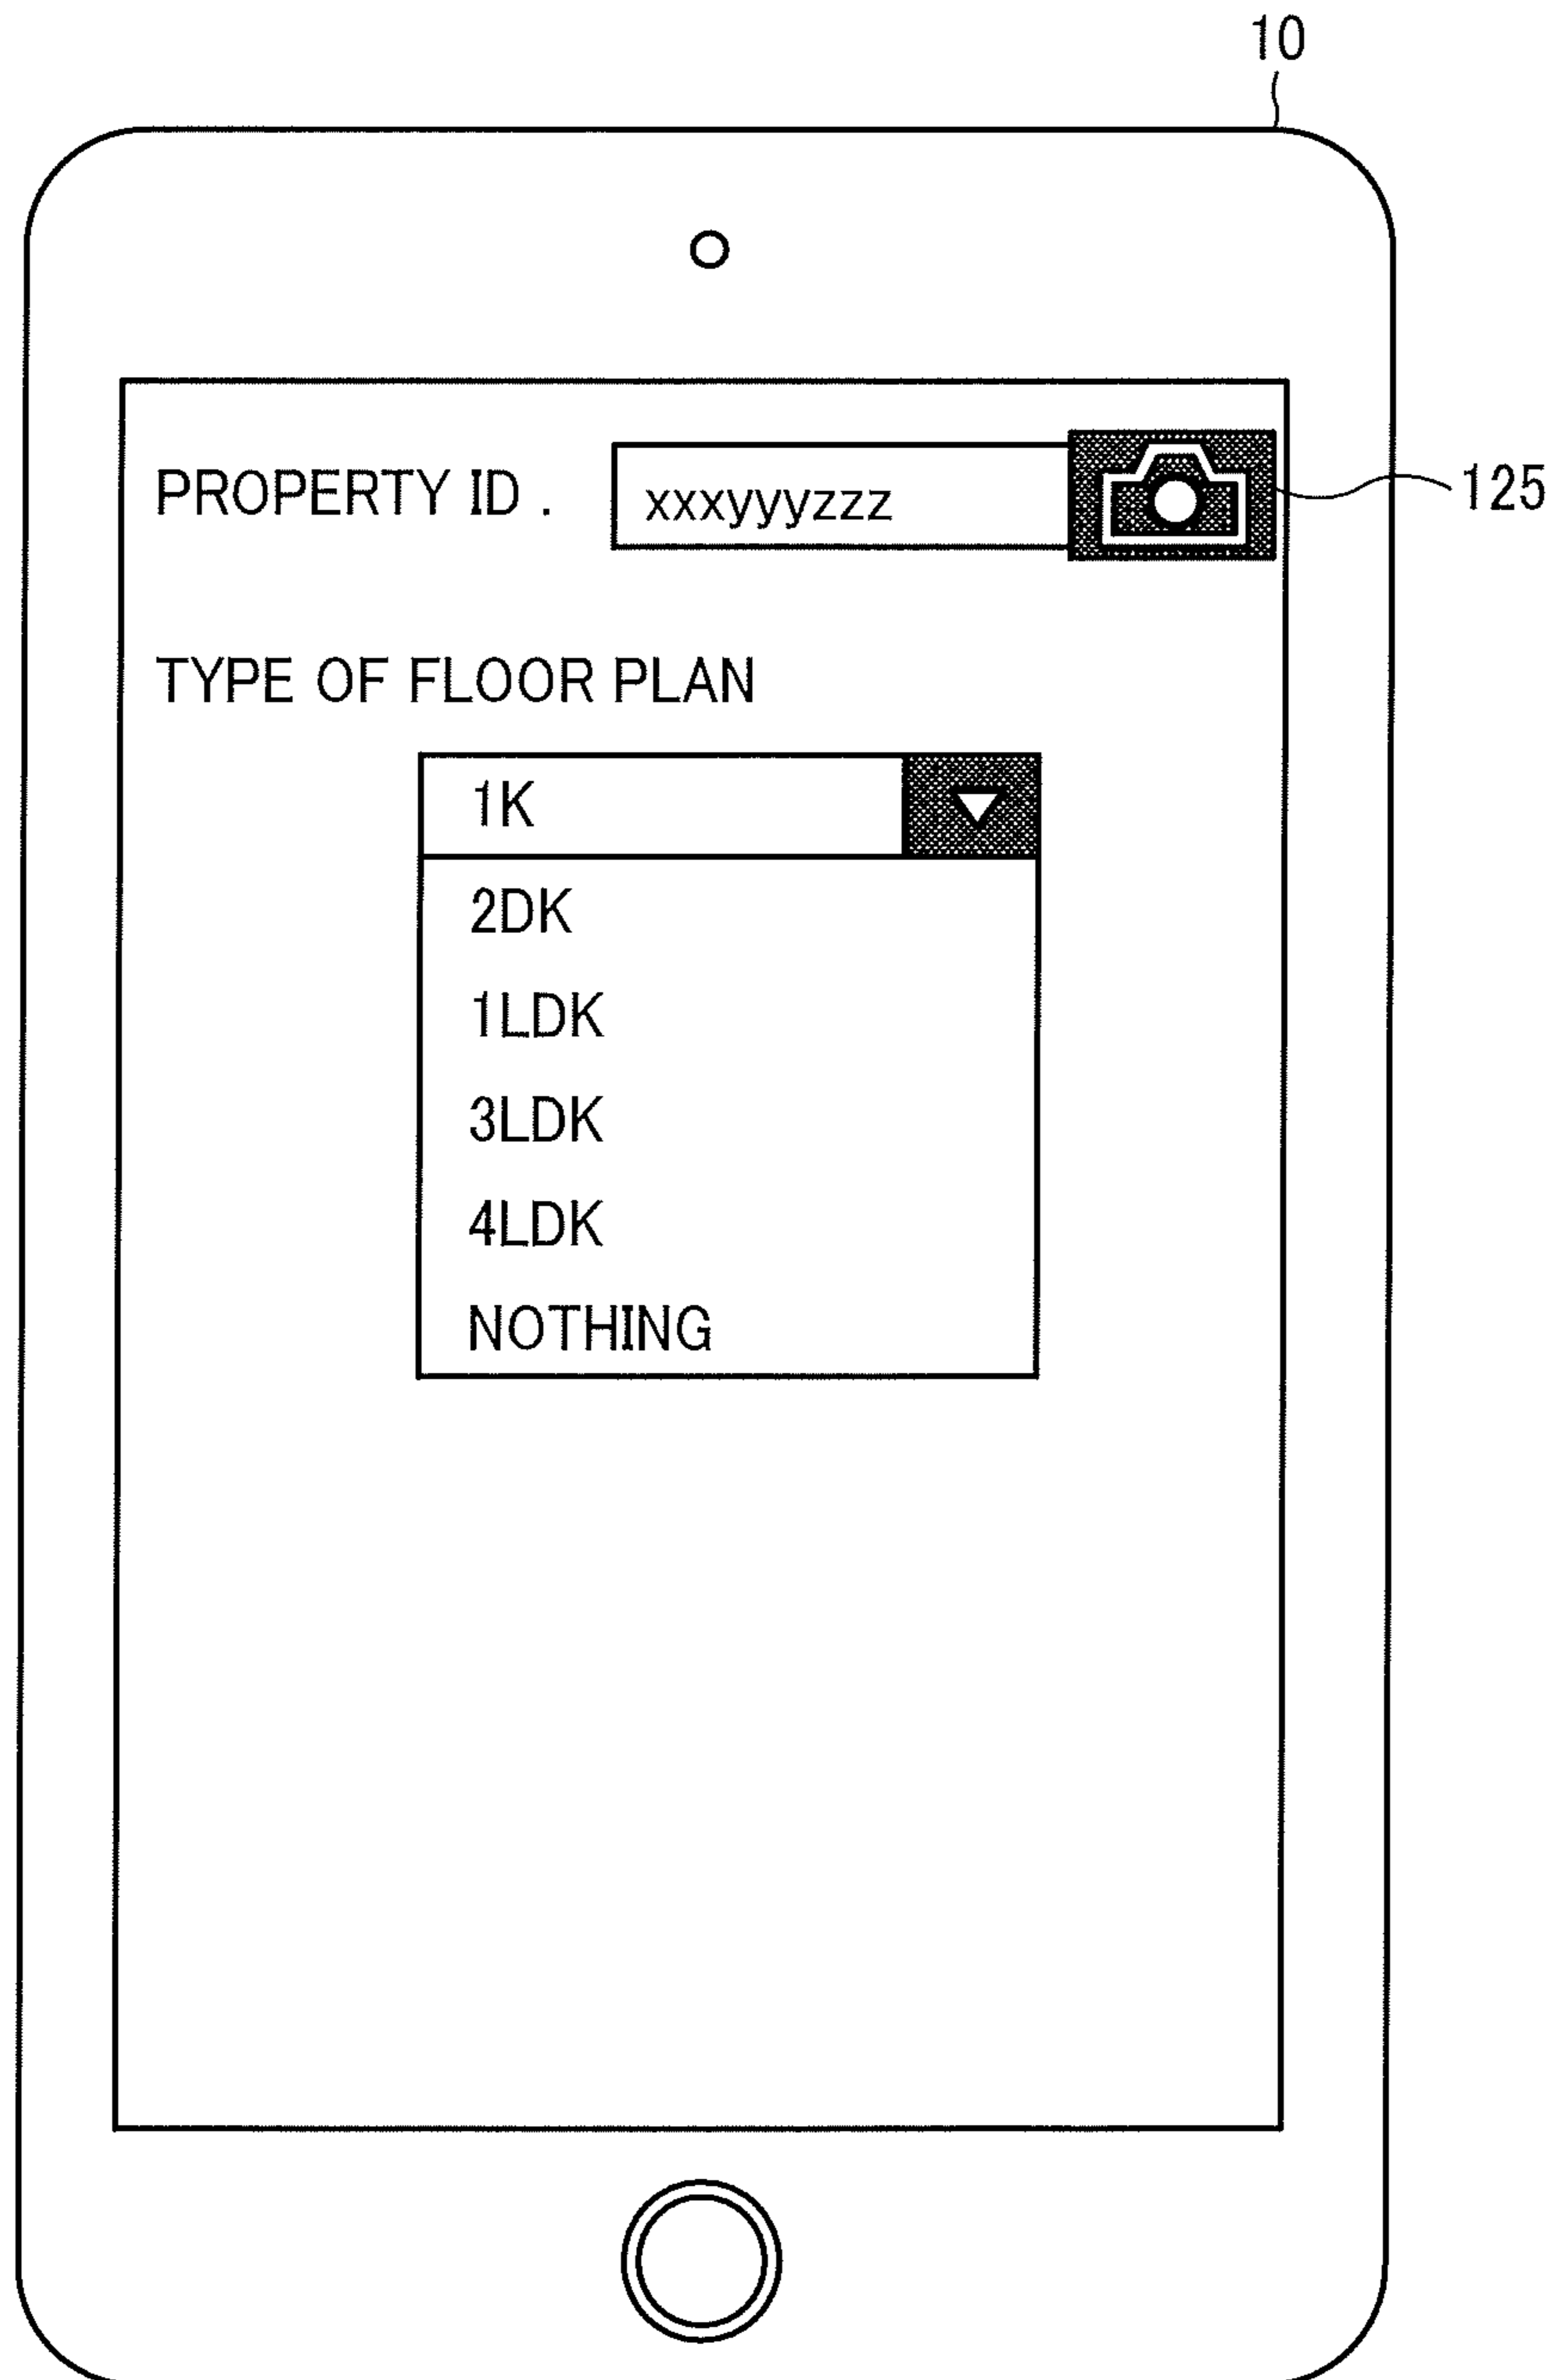 10
PROPERTY ID . xxxyyyzzz
125
TYPE OF FLOOR PLAN
1K
2DK
1LDK
3LDK
4LDK
NOTHING